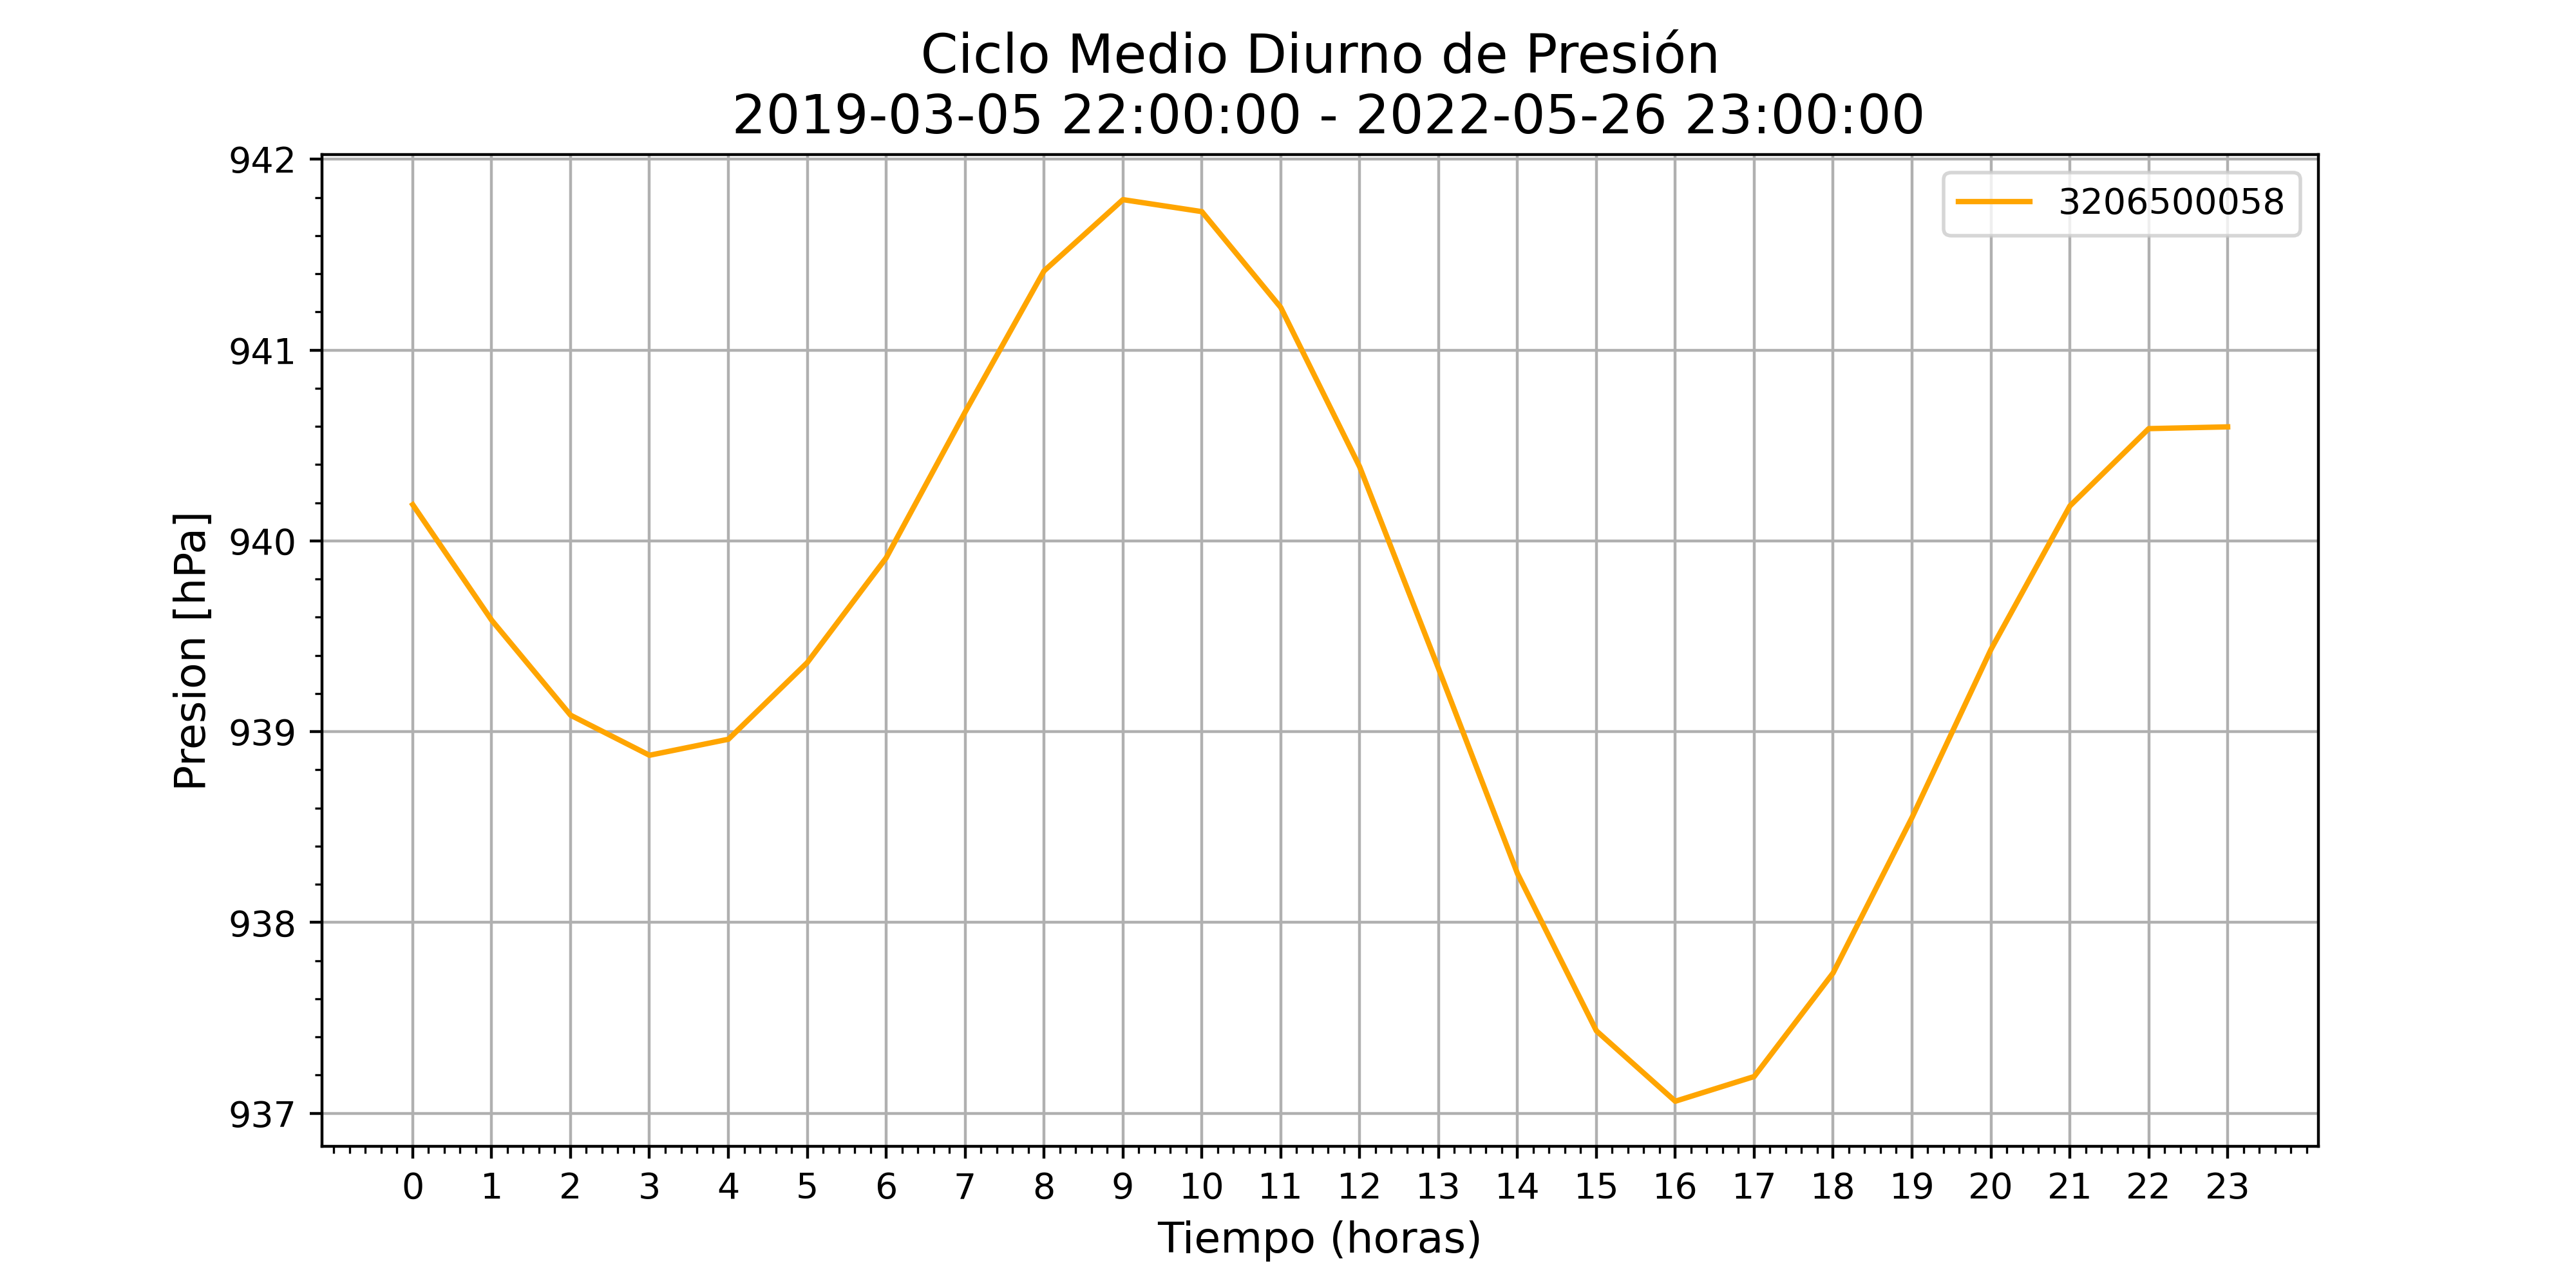 Ciclo Medio Diurno de Presión
2019-03-05 22:00:00 - 2022-05-26 23:00:00
3206500058
942
941
940
939
938
937
Presion [hPa]
0 1 2 3 4 5 6 7 8 9 10 11 12 13 14 15 16 17 18 19 20 21 22 23
Tiempo (horas)